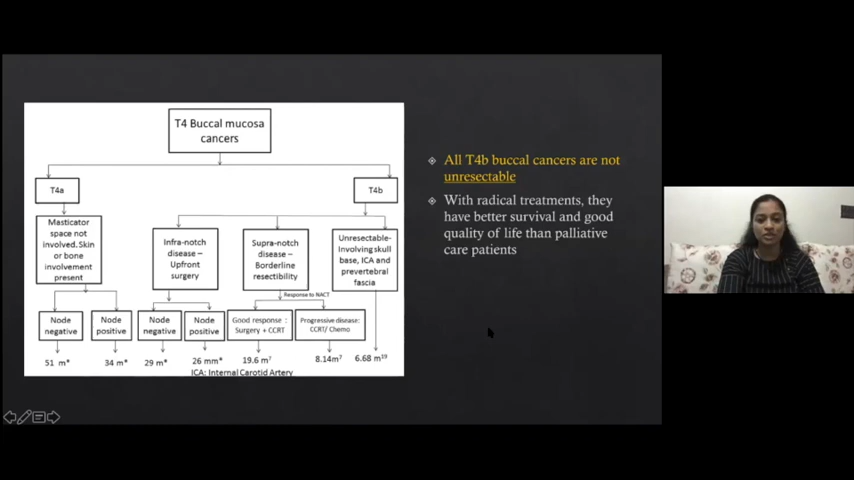 T4 Buccal mucosa
cancers
T4a
T4b
Masticator
space not
involved. Skin
or bone
involvement
present
Infra-notch
disease –
Upfront
surgery
Supra-notch
disease –
Borderline
resectibility
Unresectable-
Involving skull
base, ICA and
prevertebral
fascia
Response to NACT
Node
negative
Node
positive
Node
negative
Node
positive
Good response :
Surgery + CCRT
Progressive disease:
CCRT/ Chemo
51 m*
34 m*
29 m*
26 mm*
19.6 m⁷
8.14m⁷
6.68 m¹⁹
ICA: Internal Carotid Artery
All T4b buccal cancers are not
unresectable
With radical treatments, they
have better survival and good
quality of life than palliative
care patients